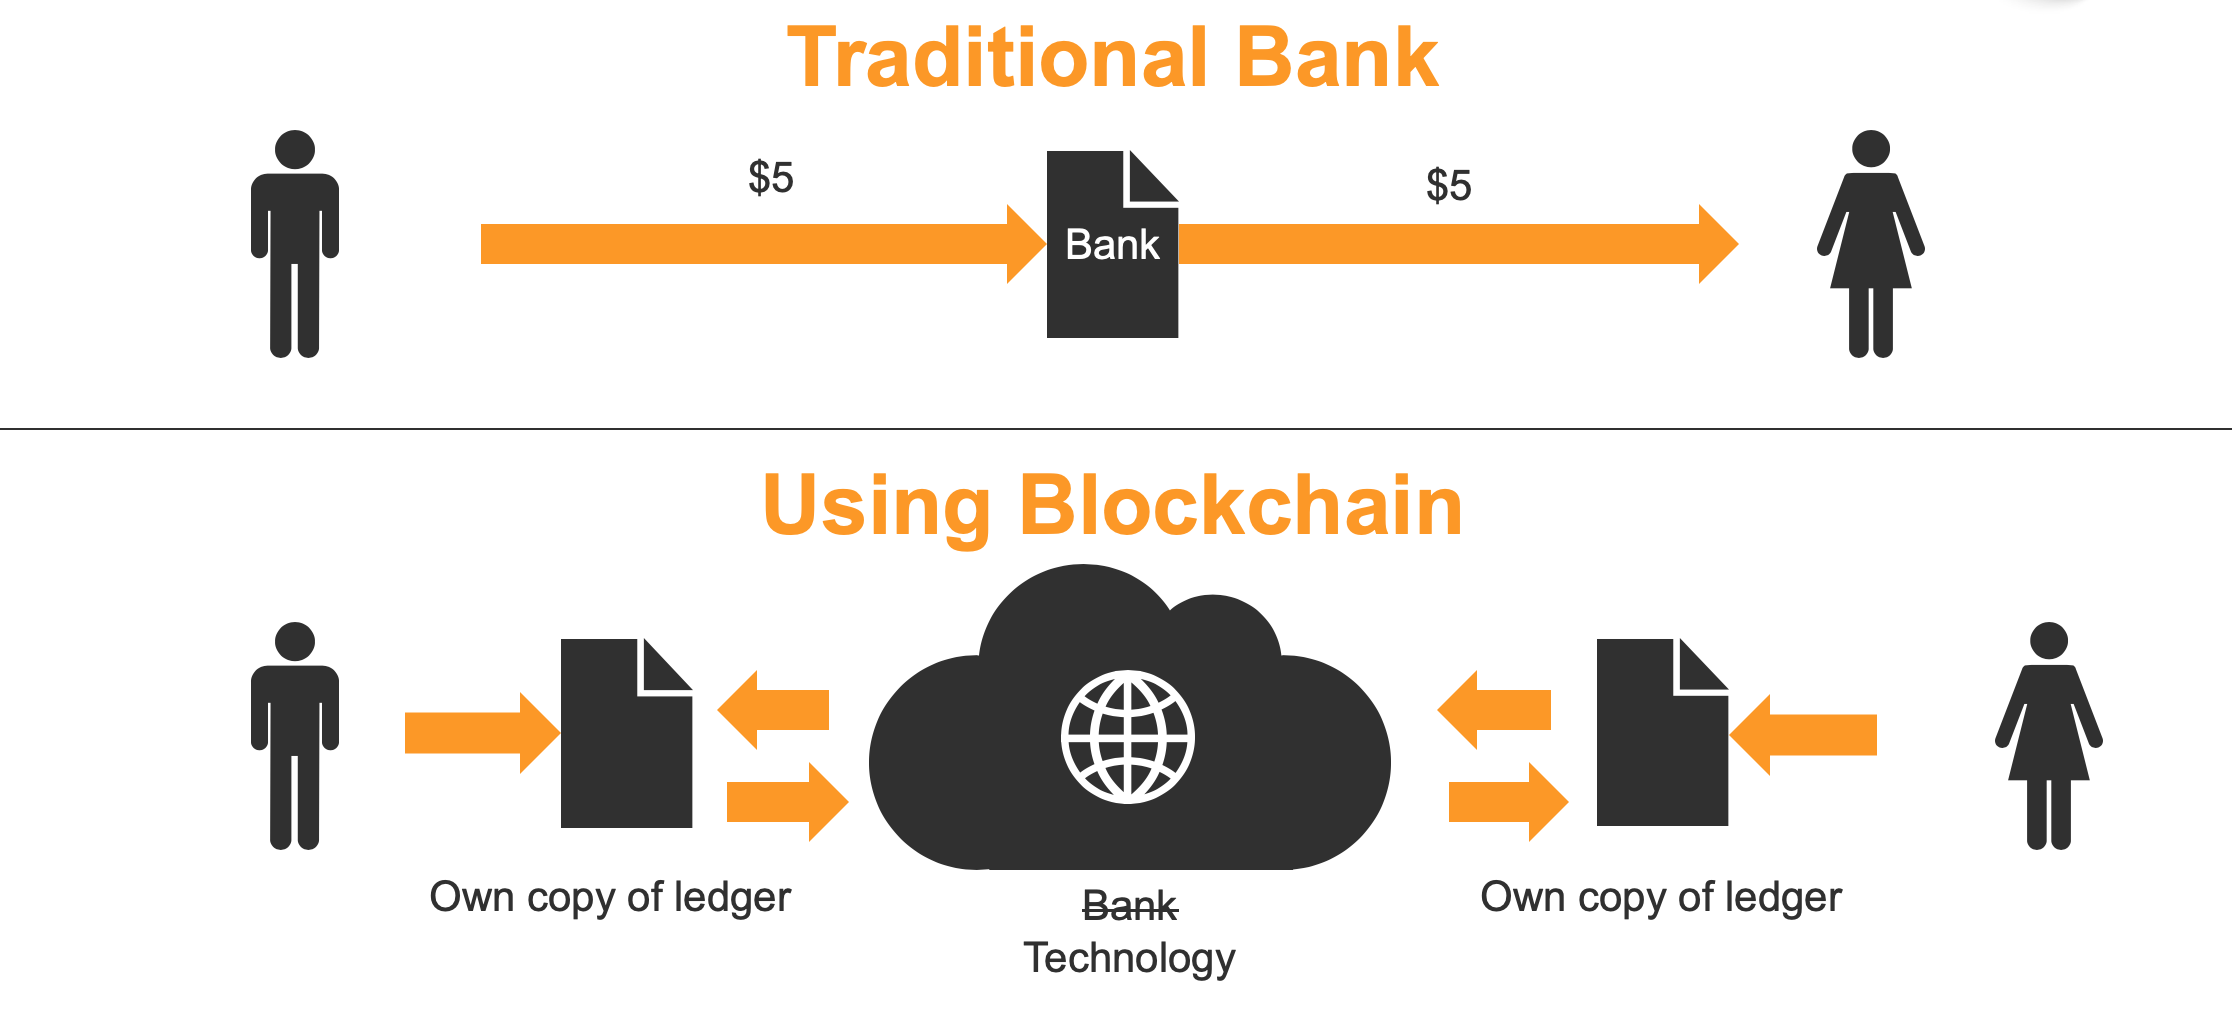 Traditional Bank
$5
$5
Bank
Using Blockchain
Own copy of ledger
Bank
Technology
Own copy of ledger